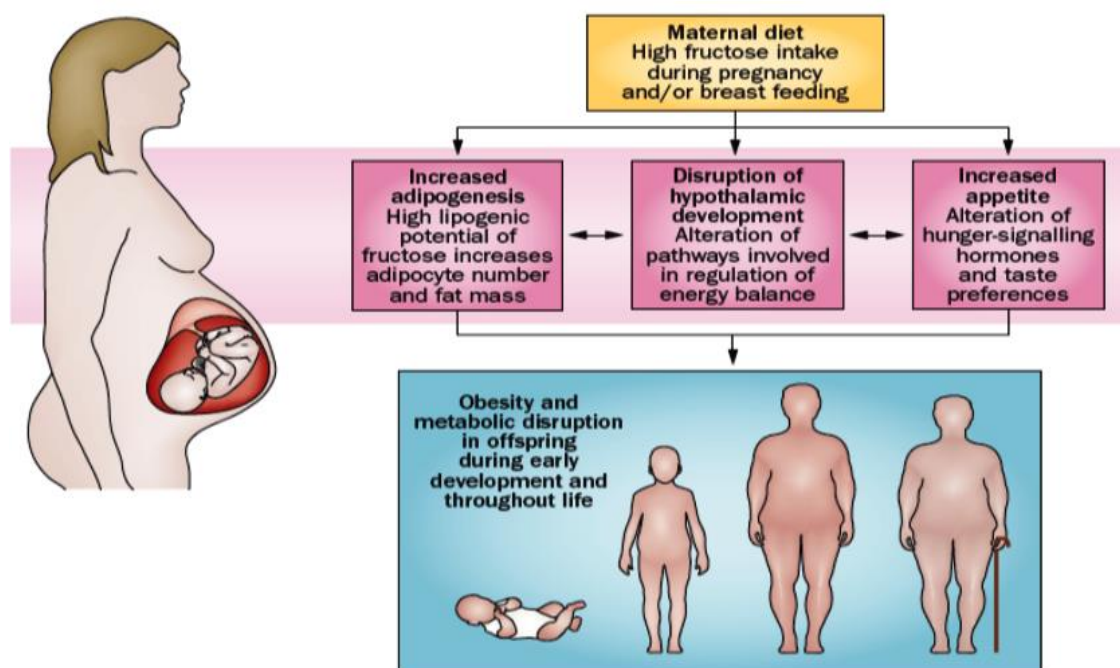 Maternal diet
High fructose intake
during pregnancy
and/or breast feeding
Increased
adipogenesis
High lipogenic
potential of
fructose increases
adipocyte number
and fat mass
Disruption of
hypothalamic
development
Alteration of
pathways involved
in regulation of
energy balance
Increased
appetite
Alteration of
hunger-signalling
hormones
and taste
preferences
Obesity and
metabolic disruption
in offspring
during early
development and
throughout life